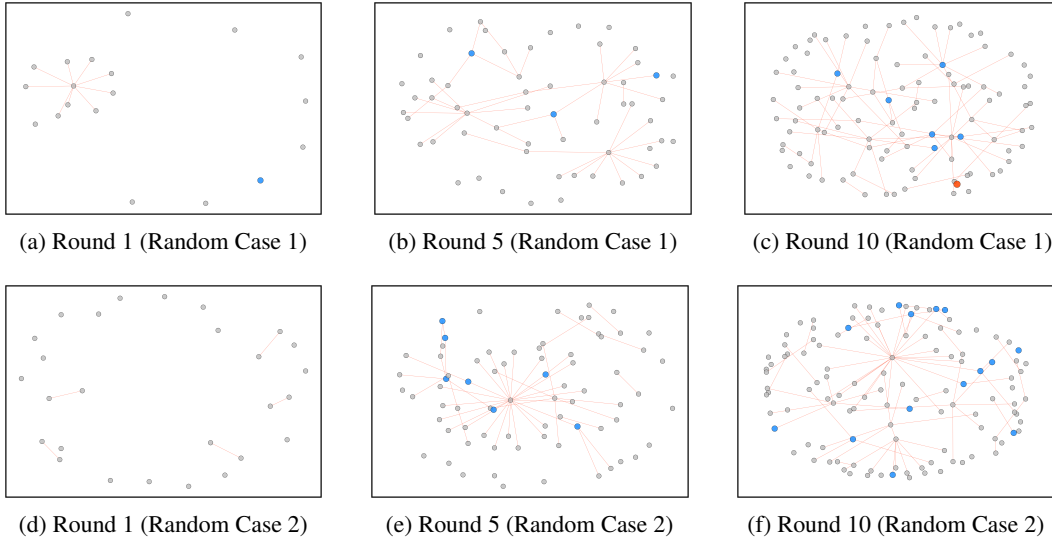 (a) Round 1 (Random Case 1)
(b) Round 5 (Random Case 1)
(c) Round 10 (Random Case 1)
(d) Round 1 (Random Case 2)
(e) Round 5 (Random Case 2)
(f) Round 10 (Random Case 2)